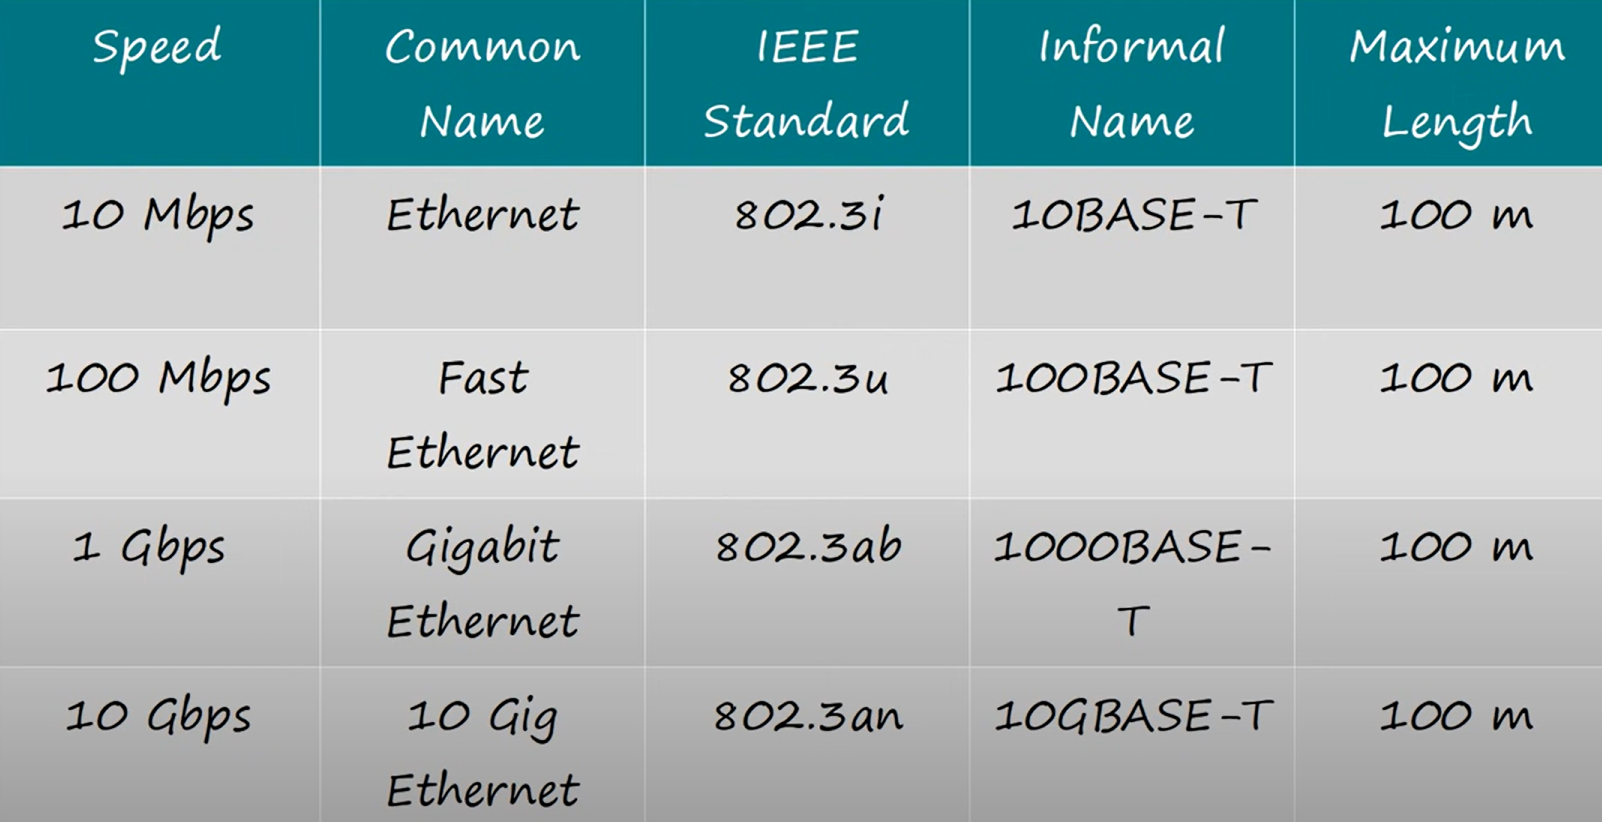 Speed
Common
Name
IEEE
Standard
Informal
Name
Maximum
Length
10 Mbps
Ethernet
802.3i
10BASE-T
100 m
100 Mbps
Fast
Ethernet
802.3u
100BASE-T
100 m
1 Gbps
Gigabit
Ethernet
802.3ab
1000BASE-
T
100 m
10 Gbps
10 Gig
Ethernet
802.3an
10GBASE-T
100 m